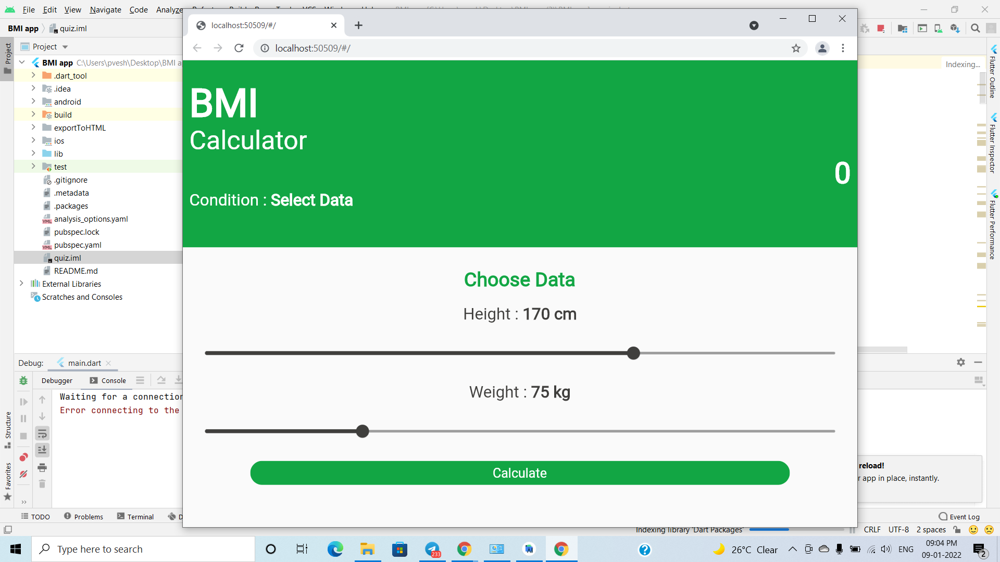 File Edit View Navigate Code Analyze
BMI app quiz.iml
localhost:50509/#/
localhost:50509/#/
Project
Project
BMI app C:\Users\pvesh\Desktop\BMI a
.dart_tool
.idea
android
build
exportToHTML
ios
lib
test
.gitignore
.metadata
.packages
analysis_options.yaml
pubspec.lock
pubspec.yaml
quiz.iml
README.md
External Libraries
Scratches and Consoles
BMI
Calculator
0
Condition : Select Data
Choose Data
Height : 170 cm
Weight : 75 kg
Calculate
Indexing...
Flutter Outline
Flutter Inspector
Flutter Performance
Debug: main.dart
Debugger Console
Waiting for a connection
Error connecting to the
Structure
Favorites
reload!
r app in place, instantly.
TODO Problems Terminal D
Event Log
Indexing library 'Dart Packages' CRLF UTF-8 2 spaces
Type here to search
233
26°C Clear ENG
09:04 PM
09-01-2022
2